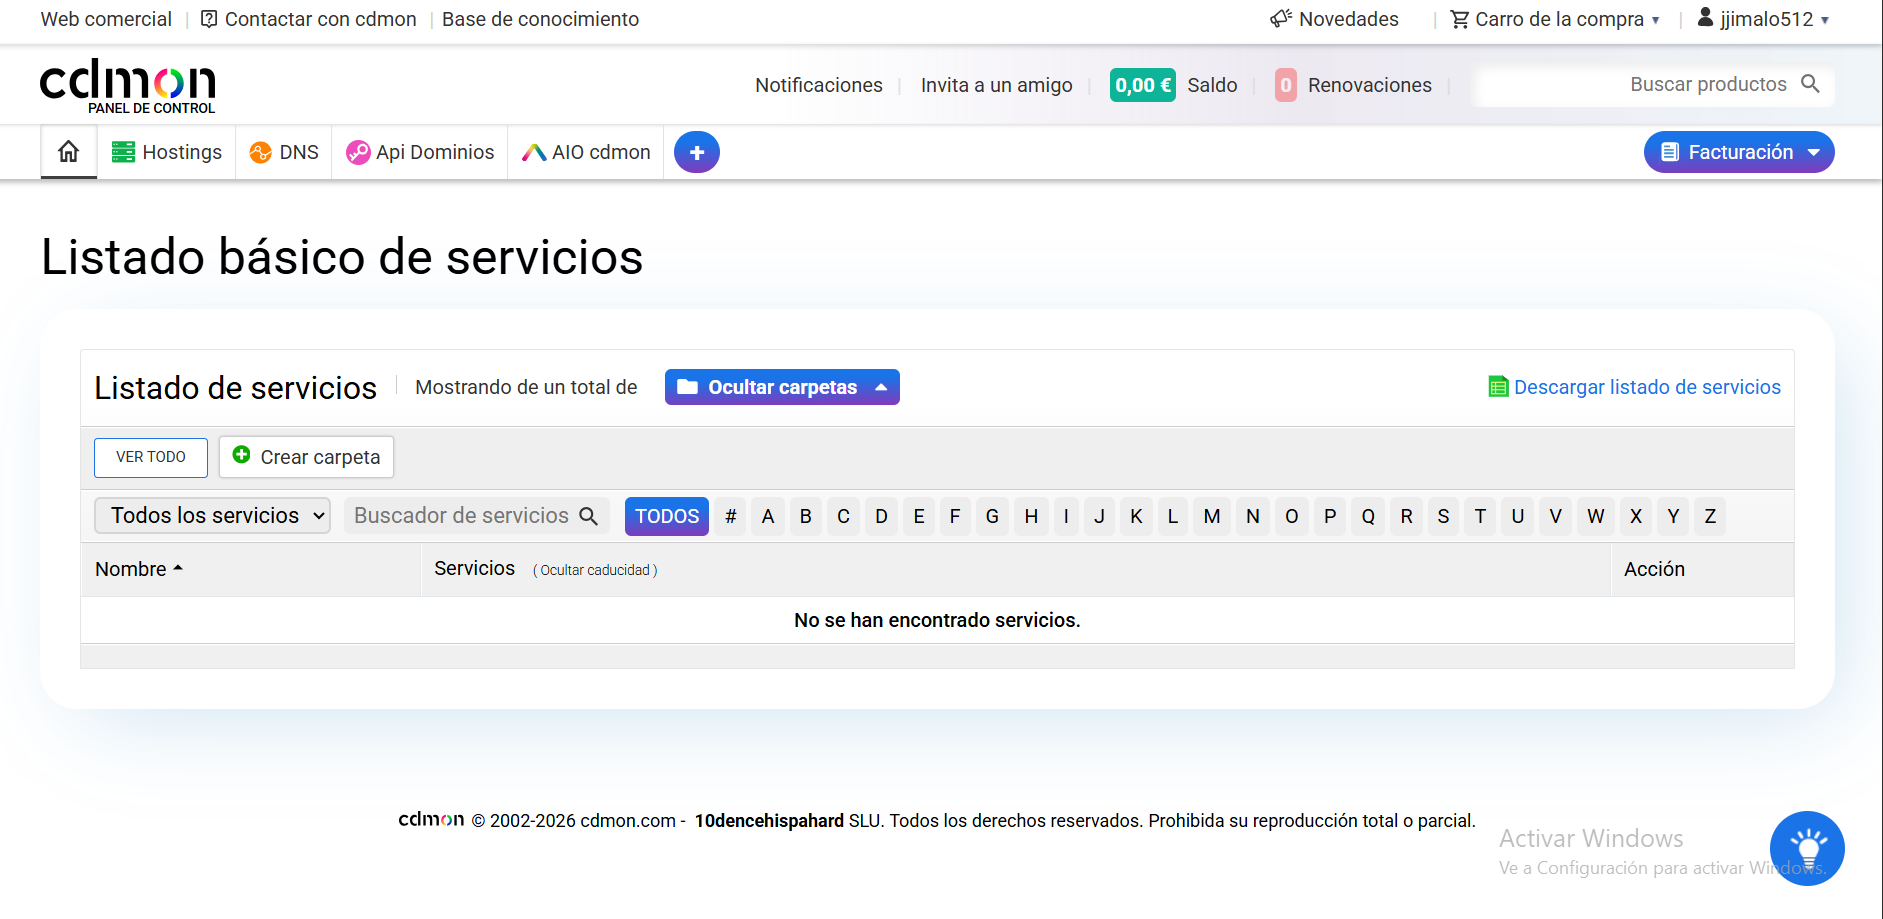 Web comercial | Contactar con cdmon | Base de conocimiento
Novedades | Carro de la compra ▾ | jjimalo512 ▾
cdmon
PANEL DE CONTROL
Notificaciones | Invita a un amigo | 0,00 € Saldo | 0 Renovaciones |
Buscar productos
Hostings DNS Api Dominios AIO cdmon +
Facturación
Listado básico de servicios
Listado de servicios | Mostrando de un total de Ocultar carpetas
Descargar listado de servicios
VER TODO Crear carpeta
Todos los servicios Buscador de servicios TODOS # A B C D E F G H I J K L M N O P Q R S T U V W X Y Z
Nombre Servicios ( Ocultar caducidad ) Acción
No se han encontrado servicios.
cdmon © 2002-2026 cdmon.com - 10dencehispahard SLU. Todos los derechos reservados. Prohibida su reproducción total o parcial.
Activar Windows
Ve a Configuración para activar Windows.